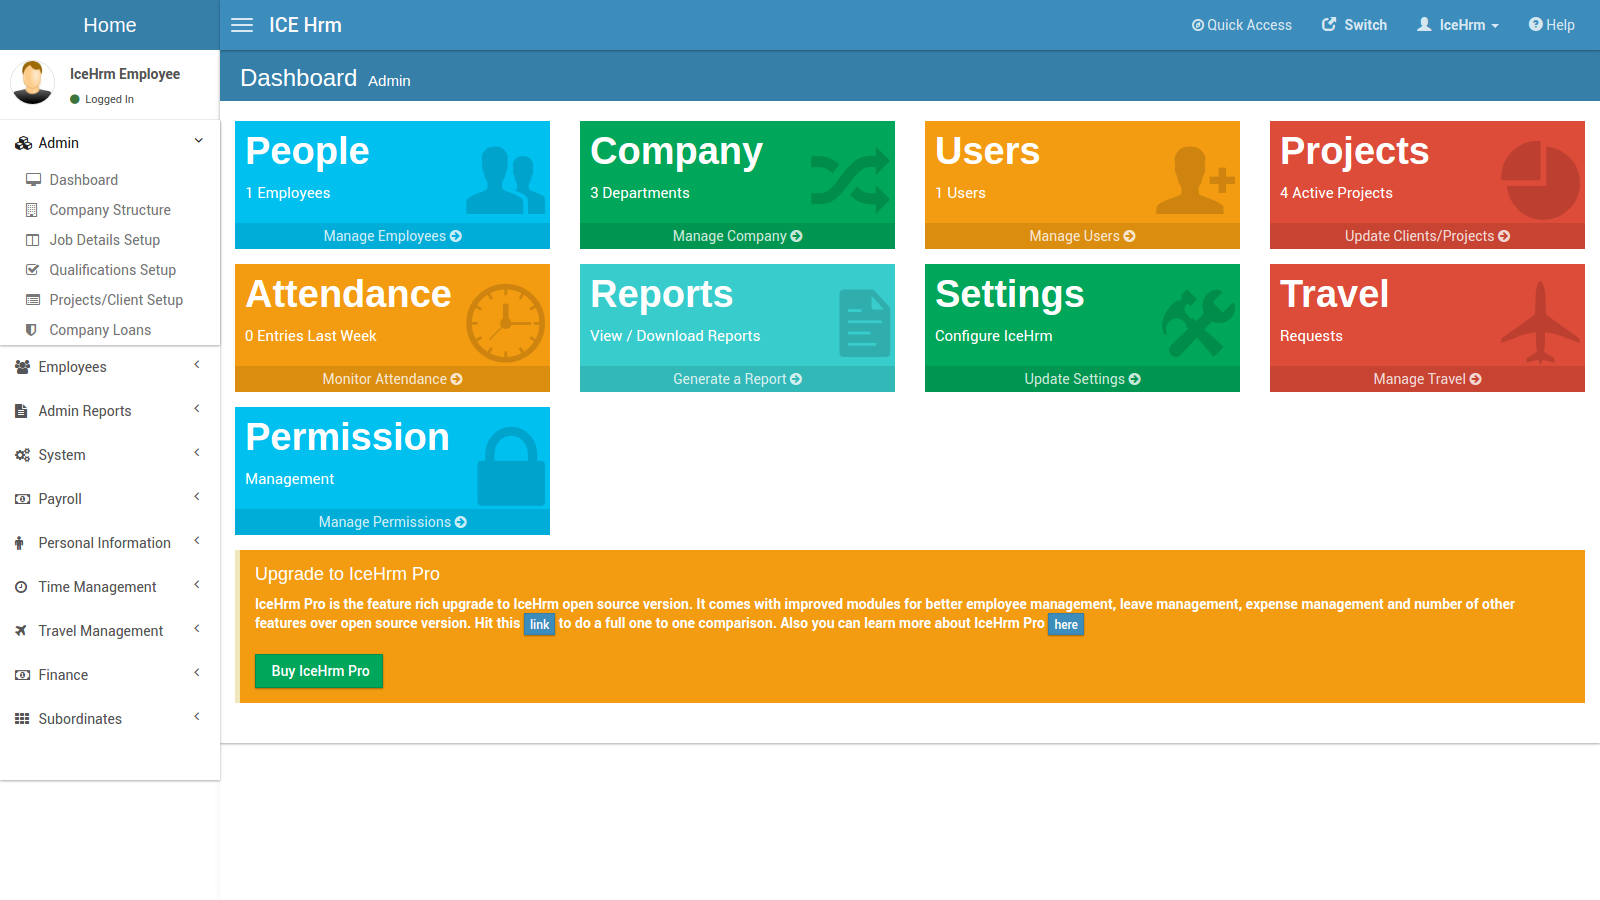 Home
ICE Hrm
Quick Access
Switch
IceHrm
Help
IceHrm Employee
Logged In
Dashboard Admin
Admin
Dashboard
Company Structure
Job Details Setup
Qualifications Setup
Projects/Client Setup
Company Loans
Employees
Admin Reports
System
Payroll
Personal Information
Time Management
Travel Management
Finance
Subordinates
People
1 Employees
Manage Employees
Company
3 Departments
Manage Company
Users
1 Users
Manage Users
Projects
4 Active Projects
Update Clients/Projects
Attendance
0 Entries Last Week
Monitor Attendance
Reports
View / Download Reports
Generate a Report
Settings
Configure IceHrm
Update Settings
Travel
Requests
Manage Travel
Permission
Management
Manage Permissions
Upgrade to IceHrm Pro
IceHrm Pro is the feature rich upgrade to IceHrm open source version. It comes with improved modules for better employee management, leave management, expense management and number of other
features over open source version. Hit this link to do a full one to one comparison. Also you can learn more about IceHrm Pro here
Buy IceHrm Pro